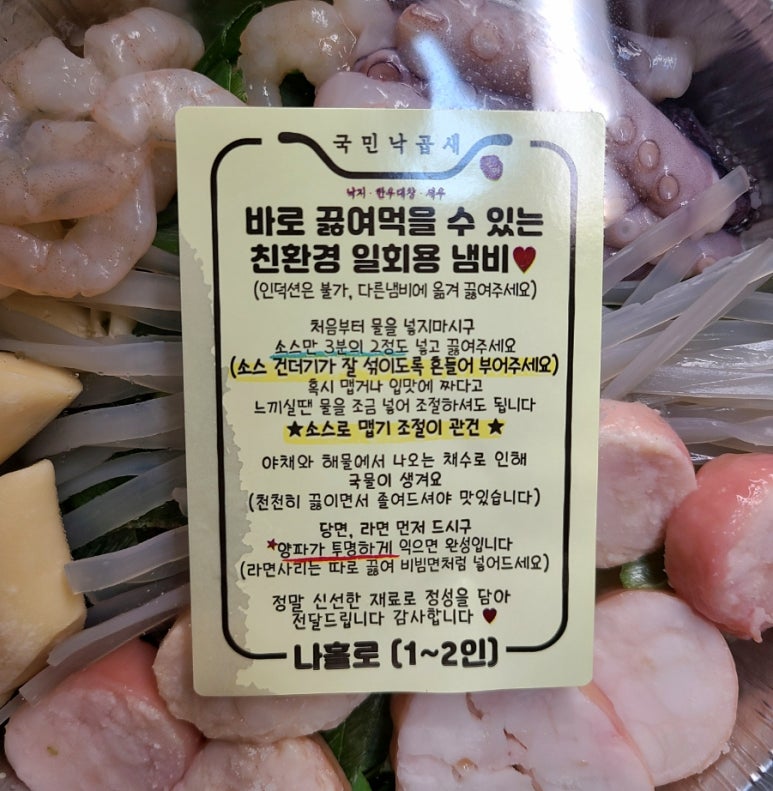 국민낙곱새
낙지 · 한우대창 · 새우
바로 끓여먹을 수 있는
친환경 일회용 냄비♥
(인덕션은 불가, 다른냄비에 옮겨 끓여주세요)
처음부터 물을 넣지마시구
소스만 3분의 2정도 넣고 끓여주세요
(소스 건더기가 잘 섞이도록 흔들어 부어주세요)
혹시 맵거나 입맛에 짜다고
느끼실땐 물을 조금 넣어 조절하셔도 됩니다
★소스로 맵기 조절이 관건★
야채와 해물에서 나오는 채수로 인해
국물이 생겨요
(천천히 끓이면서 졸여드셔야 맛있습니다)
당면, 라면 먼저 드시구
*양파가 투명하게 익으면 완성입니다
(라면사리는 따로 끓여 비빔면처럼 넣어드세요)
정말 신선한 재료로 정성을 담아
전달드립니다 감사합니다 ♥
나홀로 (1~2인)